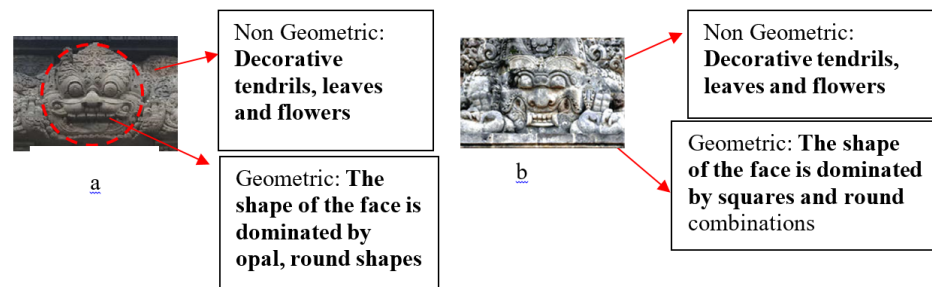 Non Geometric:
Decorative
tendrils, leaves
and flowers
Geometric: The
shape of the face is
dominated by
opal, round shapes
a
Non Geometric:
Decorative tendrils,
leaves and flowers
Geometric: The shape
of the face is dominated
by squares and round
combinations
b